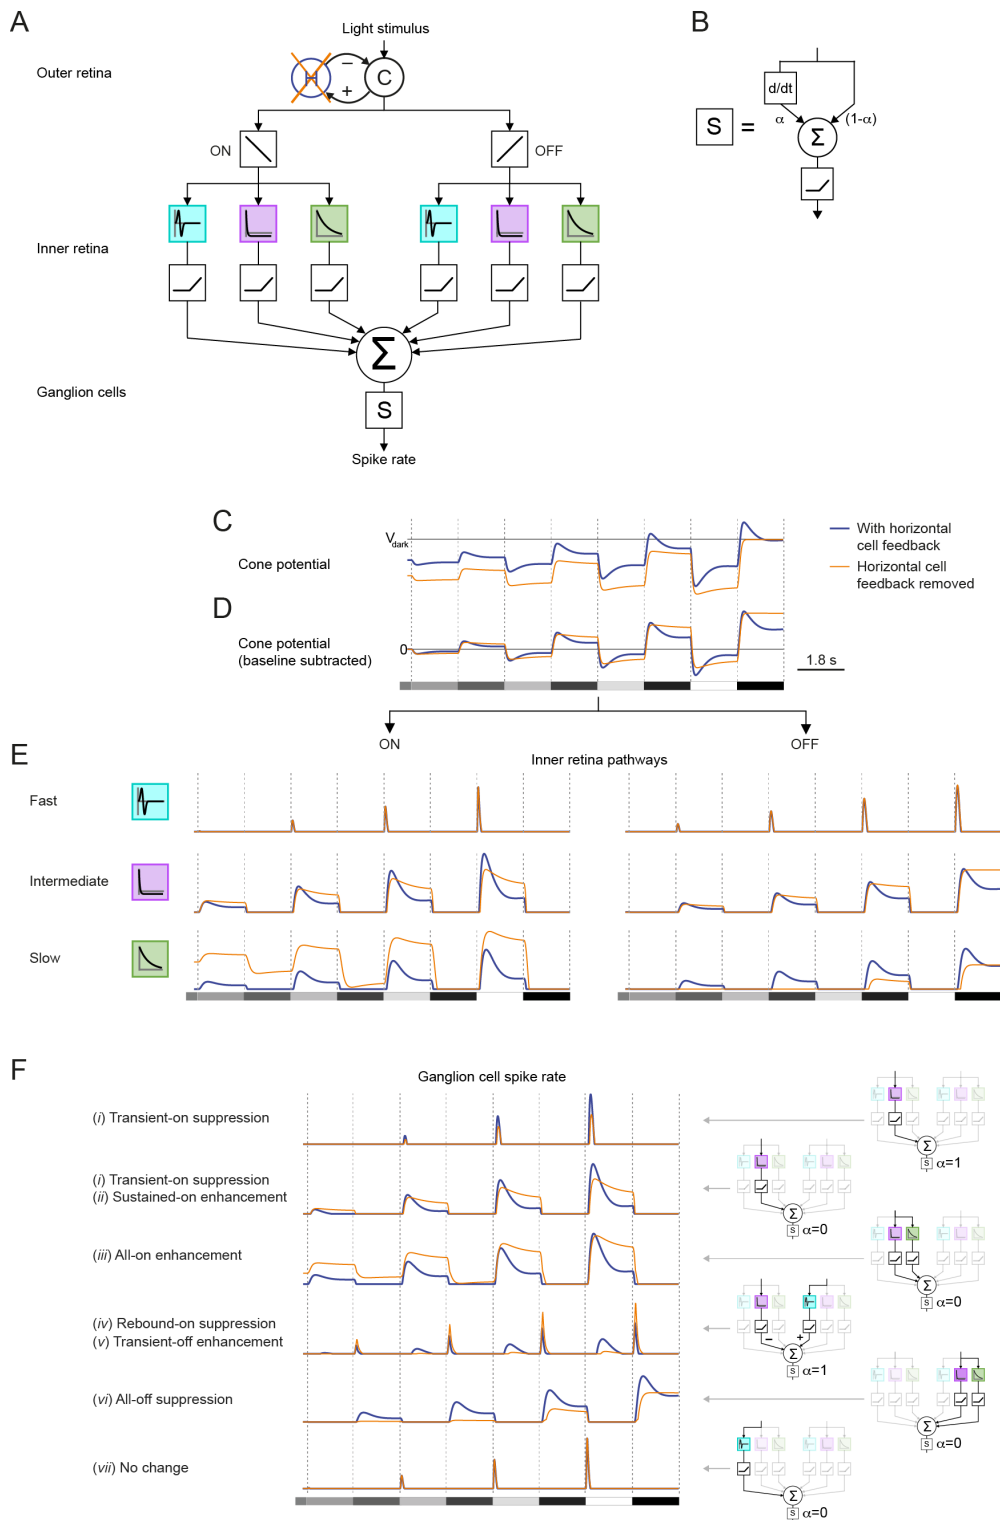 A
Light stimulus
Outer retina
H
−
+
C
ON
OFF
Inner retina
Σ
Ganglion cells
S
Spike rate
B
d/dt
α
(1-α)
S
=
Σ
C
Vdark
Cone potential
With horizontal
cell feedback
Horizontal cell
feedback removed
D
Cone potential
(baseline subtracted)
0
1.8 s
ON
OFF
E
Inner retina pathways
Fast
Intermediate
Slow
F
Ganglion cell spike rate
(i) Transient-on suppression
Σ
S α=1
(i) Transient-on suppression
(ii) Sustained-on enhancement
Σ
S α=0
(iii) All-on enhancement
Σ
S α=0
(iv) Rebound-on suppression
(v) Transient-off enhancement
−
+
Σ
S α=1
(vi) All-off suppression
Σ
S α=0
(vii) No change
Σ
S α=0